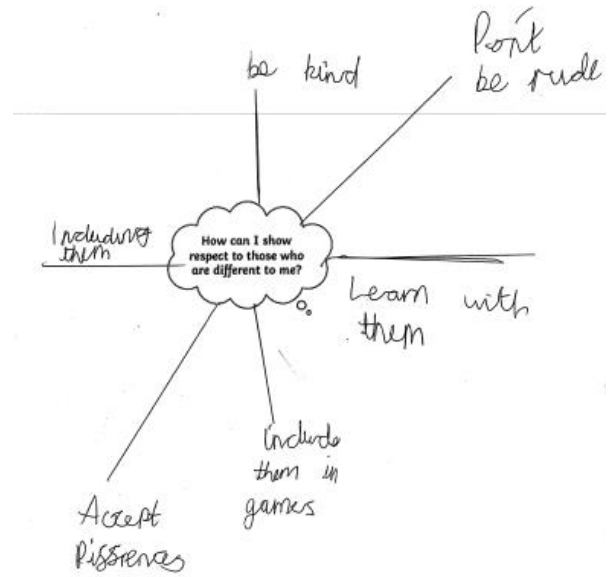 be kind
Don't
be rude
Including
them
How can I show
respect to those who
are different to me?
Learn with
them
Include
them in
games
Accept
Differences